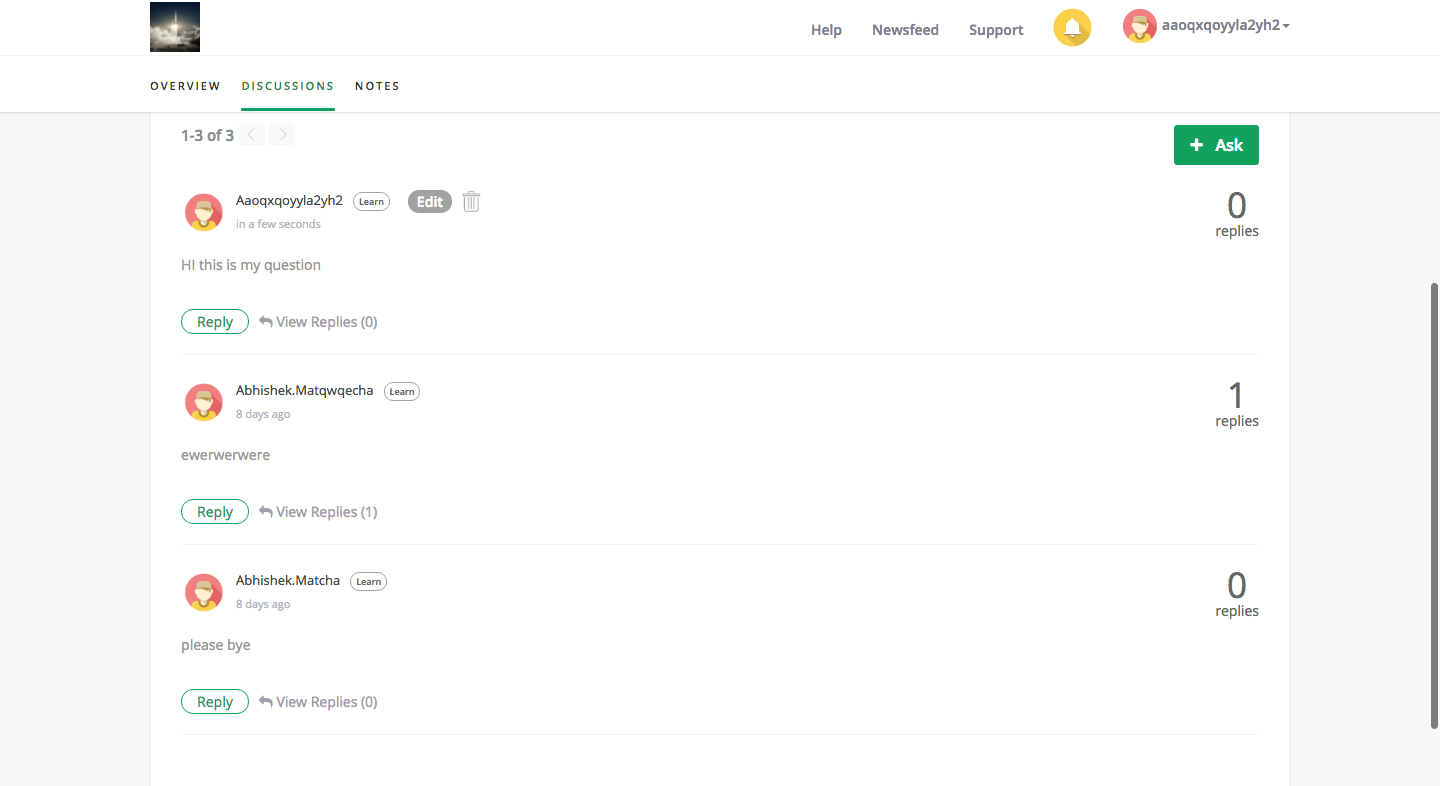 Help Newsfeed Support aaoqxqoyyla2yh2
OVERVIEW DISCUSSIONS NOTES
1-3 of 3
Ask
Aaoqxqoyyla2yh2 Learn Edit
in a few seconds
0
replies
HI this is my question
Reply View Replies (0)
Abhishek.Matqwqecha Learn
8 days ago
1
replies
ewerwerwere
Reply View Replies (1)
Abhishek.Matcha Learn
8 days ago
0
replies
please bye
Reply View Replies (0)